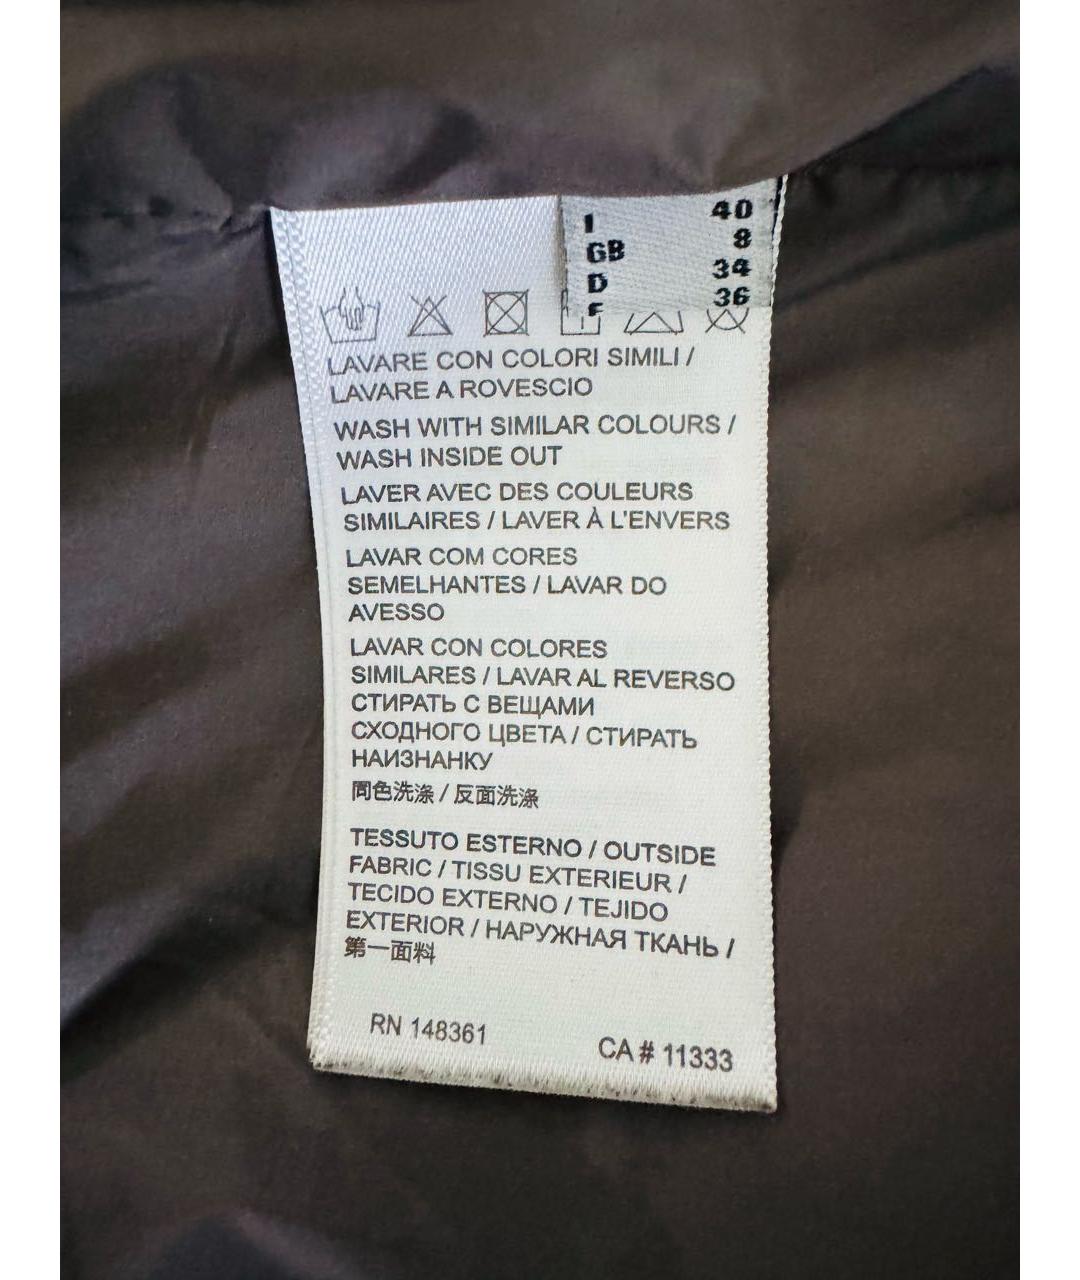 I 40
GB 8
D 34
F 36
LAVARE CON COLORI SIMILI /
LAVARE A ROVESCIO
WASH WITH SIMILAR COLOURS /
WASH INSIDE OUT
LAVER AVEC DES COULEURS
SIMILAIRES / LAVER À L'ENVERS
LAVAR COM CORES
SEMELHANTES / LAVAR DO
AVESSO
LAVAR CON COLORES
SIMILARES / LAVAR AL REVERSO
СТИРАТЬ С ВЕЩАМИ
СХОДНОГО ЦВЕТА / СТИРАТЬ
НАИЗНАНКУ
同色洗涤 / 反面洗涤
TESSUTO ESTERNO / OUTSIDE
FABRIC / TISSU EXTERIEUR /
TECIDO EXTERNO / TEJIDO
EXTERIOR / НАРУЖНАЯ ТКАНЬ /
第一面料
RN 148361
CA # 11333